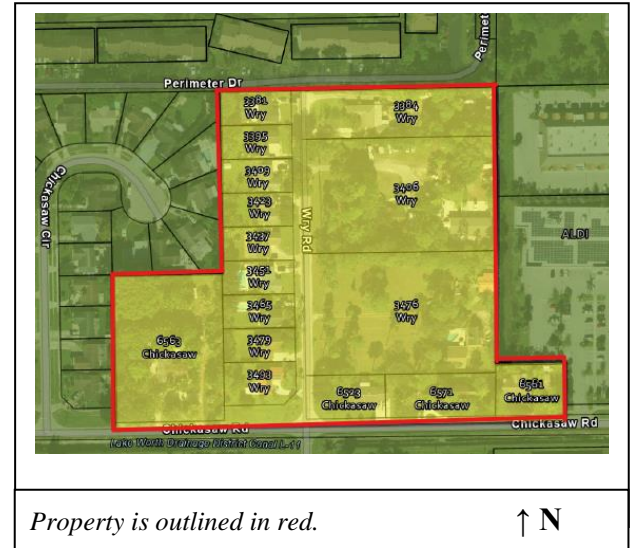 Perimeter
Perimeter Dr
3381
Wry
3384
Wry
3395
Wry
3409
Wry
3406
Wry
3423
Wry
Chickasaw Cir
Wry Rd
3437
Wry
ALDI
3451
Wry
3465
Wry
3476
Wry
6563
Chickasaw
3479
Wry
3493
Wry
6523
Chickasaw
6571
Chickasaw
6561
Chickasaw
Chickasaw Rd
Chickasaw Rd
Lake Worth Drainage District Canal L-11
Property is outlined in red. ↑ N